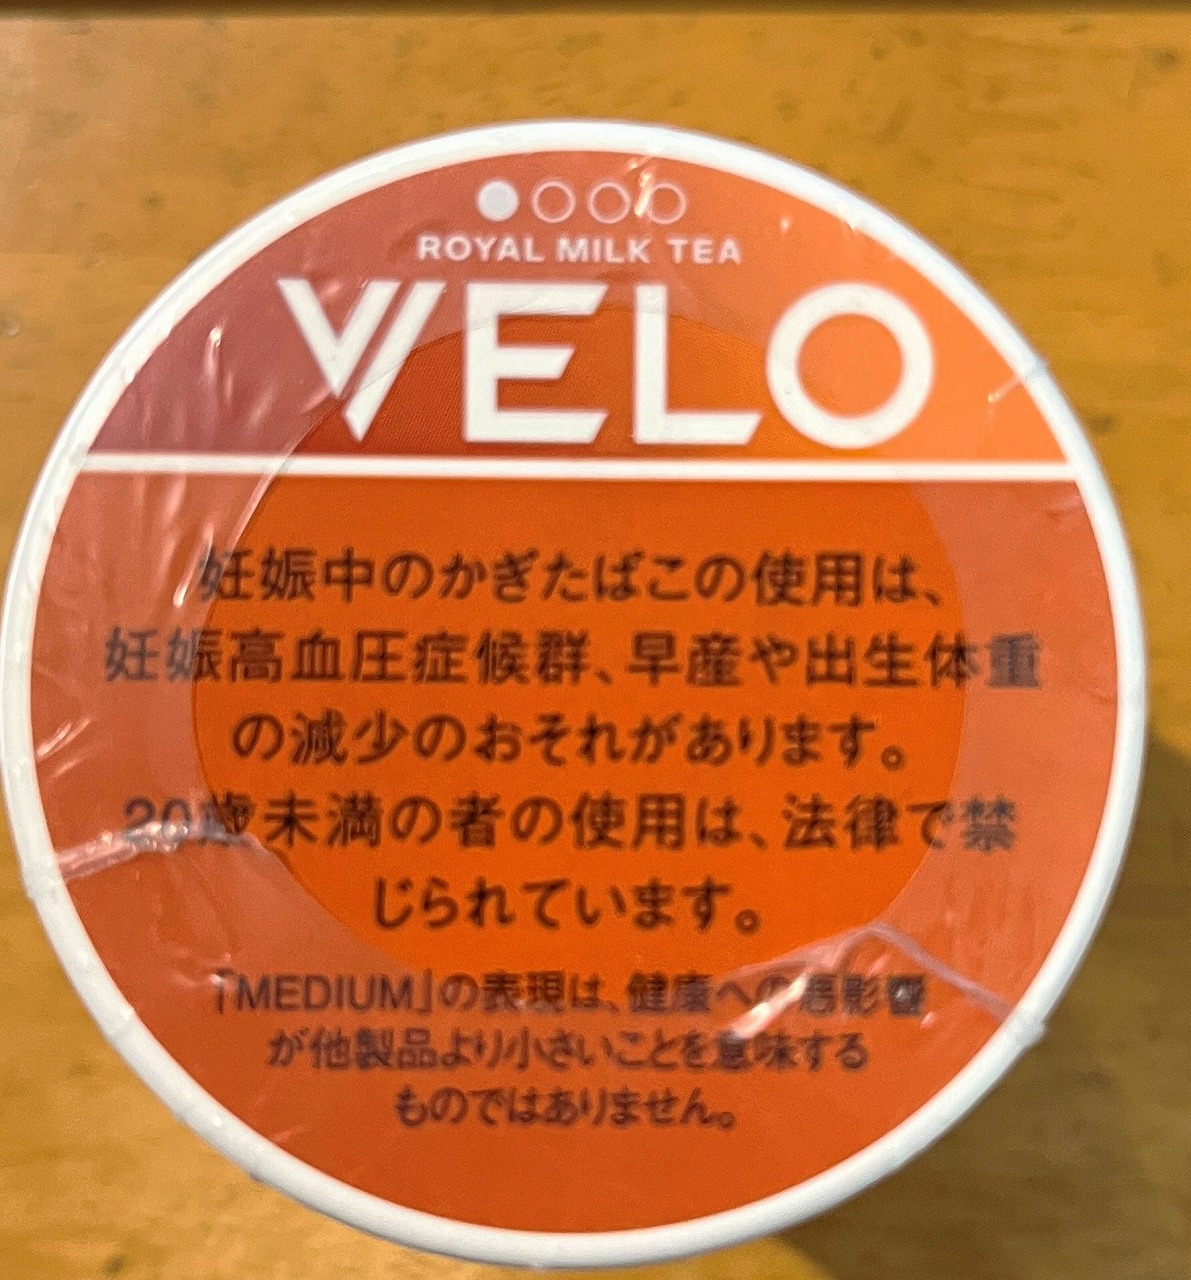 ROYAL MILK TEA
VELO
妊娠中のかぎたばこの使用は、
妊娠高血圧症候群、早産や出生体重
の減少のおそれがあります。
20歳未満の者の使用は、法律で禁
じられています。
「MEDIUM」の表現は、健康への悪影響
が他製品より小さいことを意味する
ものではありません。